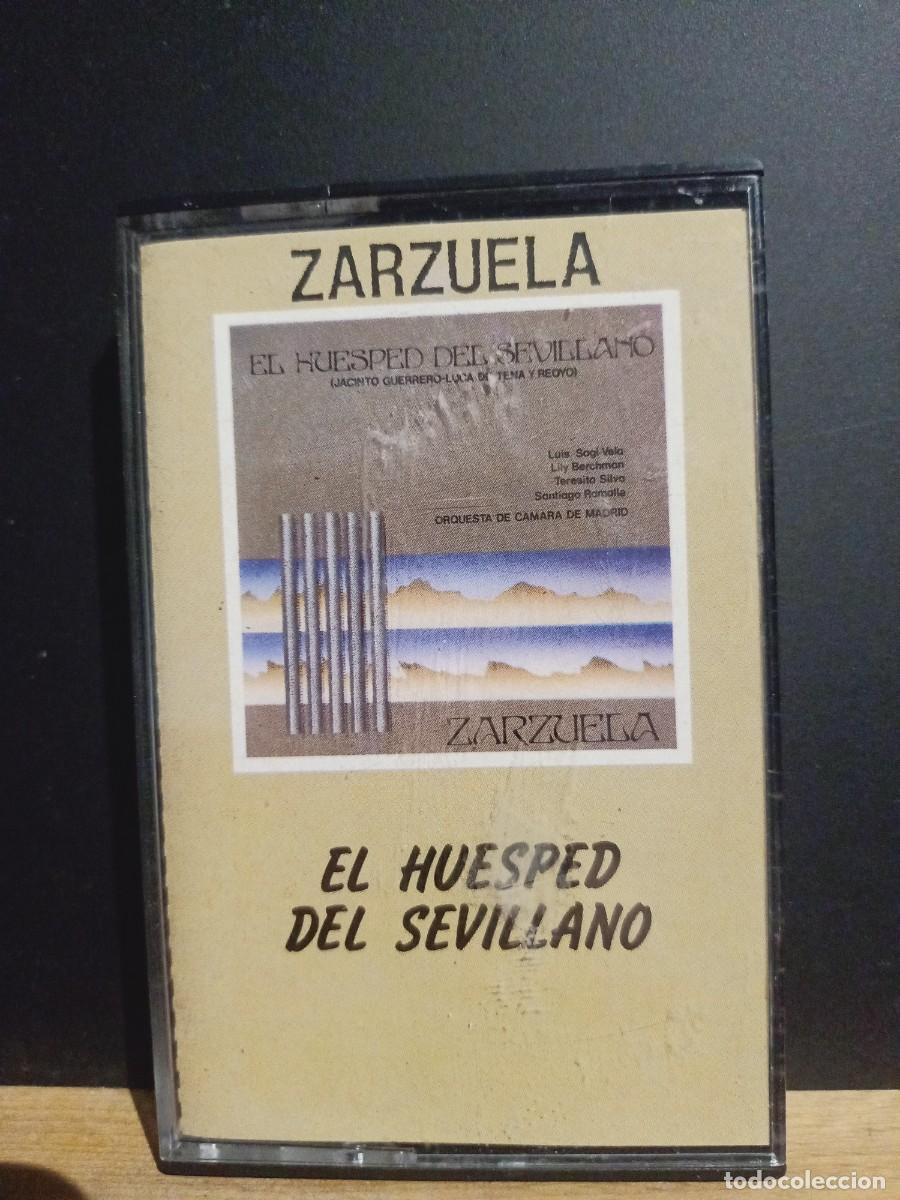 ZARZUELA
EL HUESPED DEL SEVILLANO
(JACINTO GUERRERO-LUCA DE TENA Y REOYO)
Luis Sagi Vela
Lily Berchman
Teresita Silva
Santiago Ramalle
ORQUESTA DE CAMARA DE MADRID
ZARZUELA
EL HUESPED
DEL SEVILLANO
todocoleccion